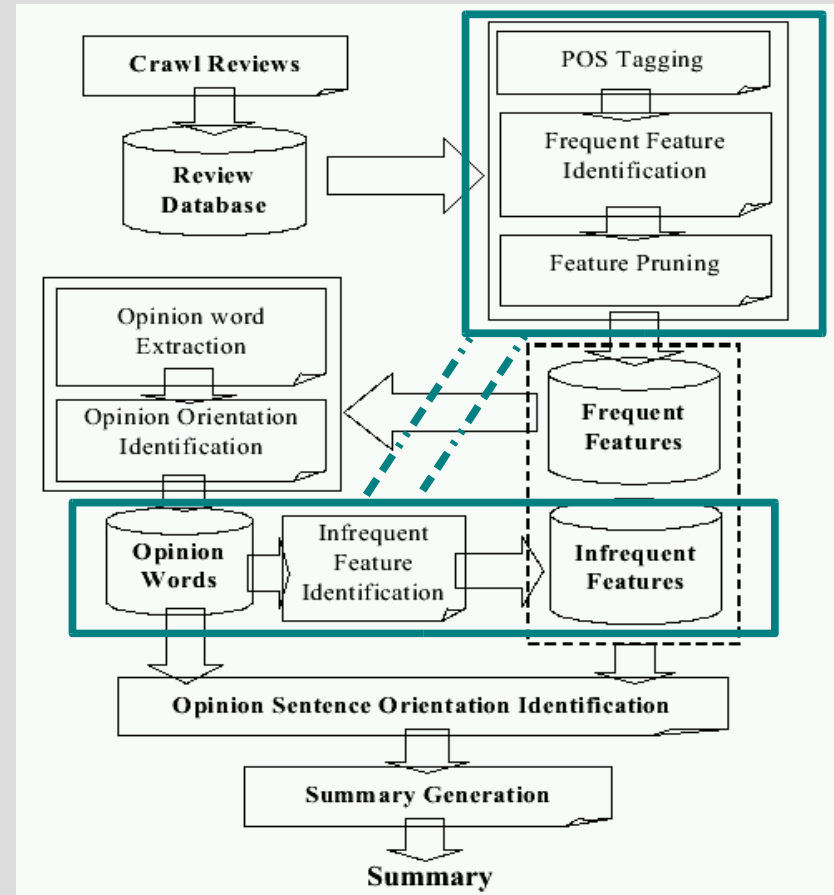 Crawl Reviews
Review
Database
POS Tagging
Frequent Feature
Identification
Feature Pruning
Opinion word
Extraction
Opinion Orientation
Identification
Frequent
Features
Opinion
Words
Infrequent
Feature
Identification
Infrequent
Features
Opinion Sentence Orientation Identification
Summary Generation
Summary